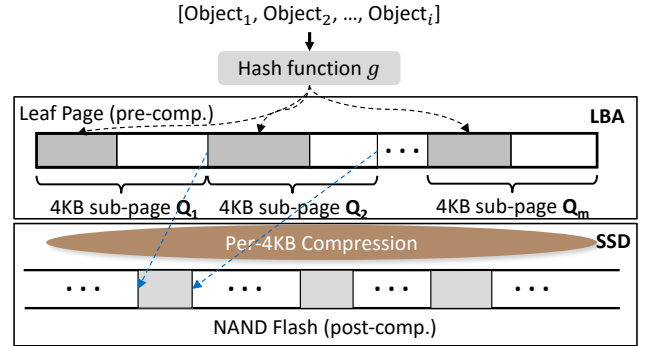 [Object₁, Object₂, ..., Objectᵢ]
Hash function g
Leaf Page (pre-comp.) LBA
...
4KB sub-page Q₁ 4KB sub-page Q₂ 4KB sub-page Qₘ
Per-4KB Compression SSD
... ... ... ...
NAND Flash (post-comp.)